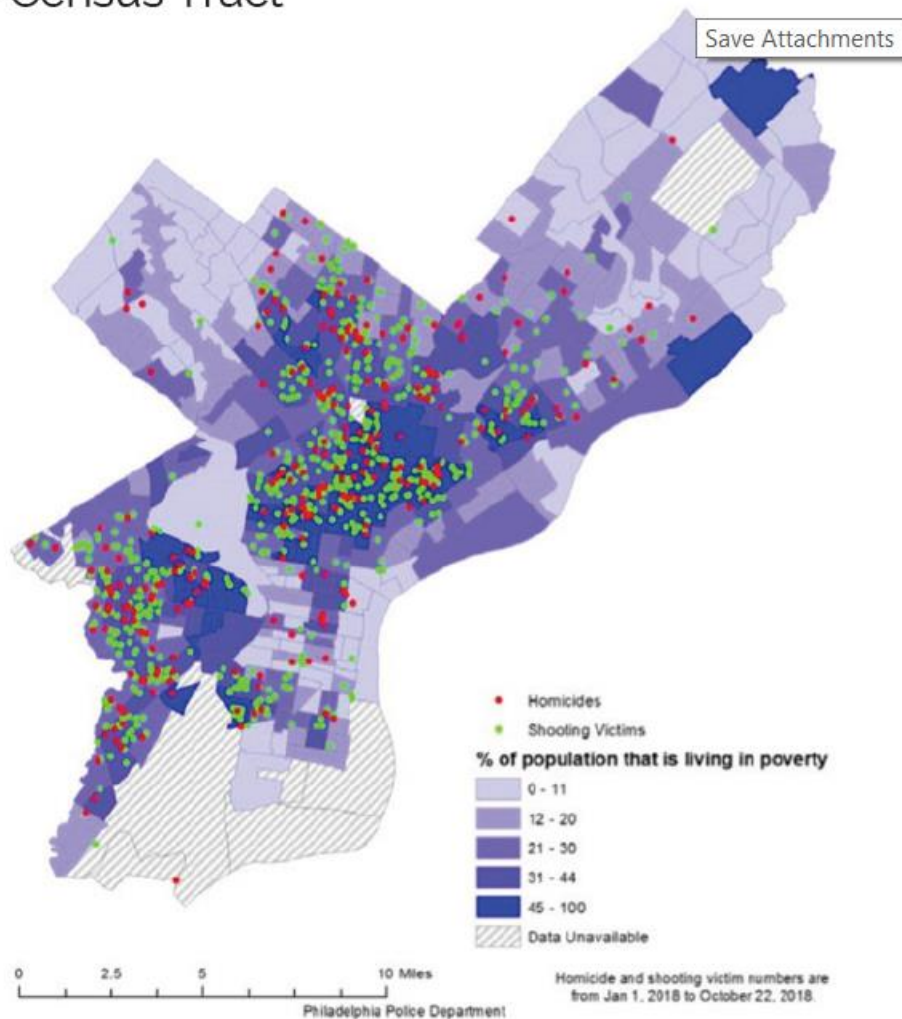 Census Tract
Save Attachments
Homicides
Shooting Victims
% of population that is living in poverty
0 - 11
12 - 20
21 - 30
31 - 44
45 - 100
Data Unavailable
0 2.5 5 10 Miles
Philadelphia Police Department
Homicide and shooting victim numbers are
from Jan 1, 2018 to October 22, 2018.